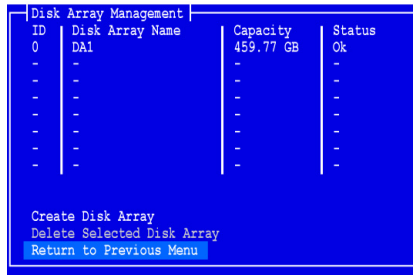 Disk Array Management
ID Disk Array Name Capacity Status
0 DA1 459.77 GB Ok
- - - -
- - - -
- - - -
- - - -
- - - -
- - - -
- - - -
Create Disk Array
Delete Selected Disk Array
Return to Previous Menu